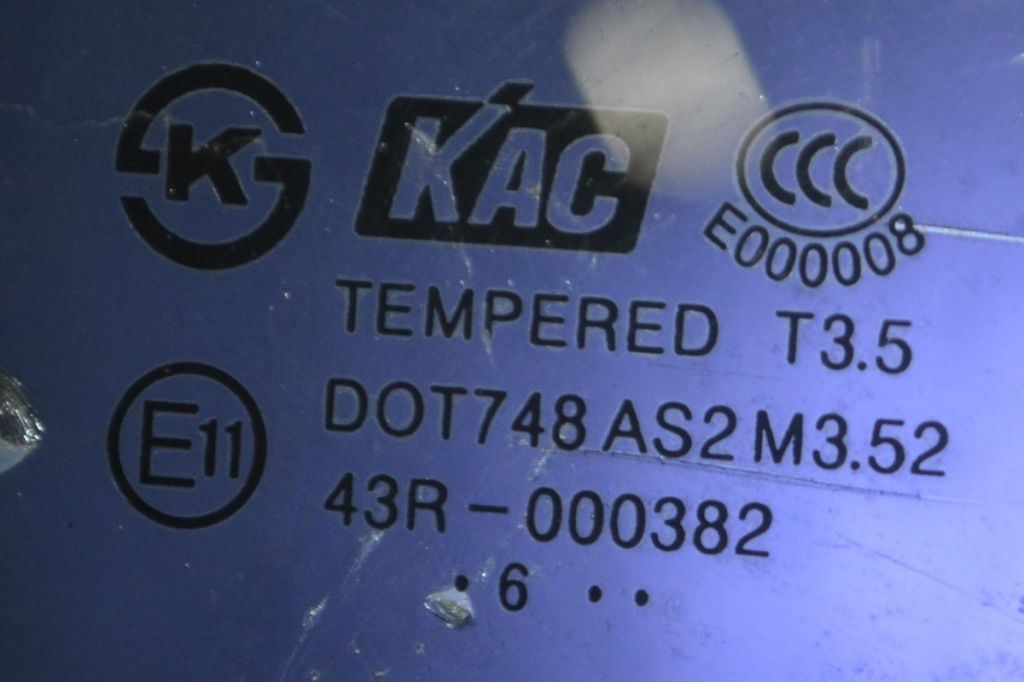 K KAC CCC
E000008
TEMPERED T3.5
E11 DOT748 AS2 M3.52
43R-000382
. 6 . .